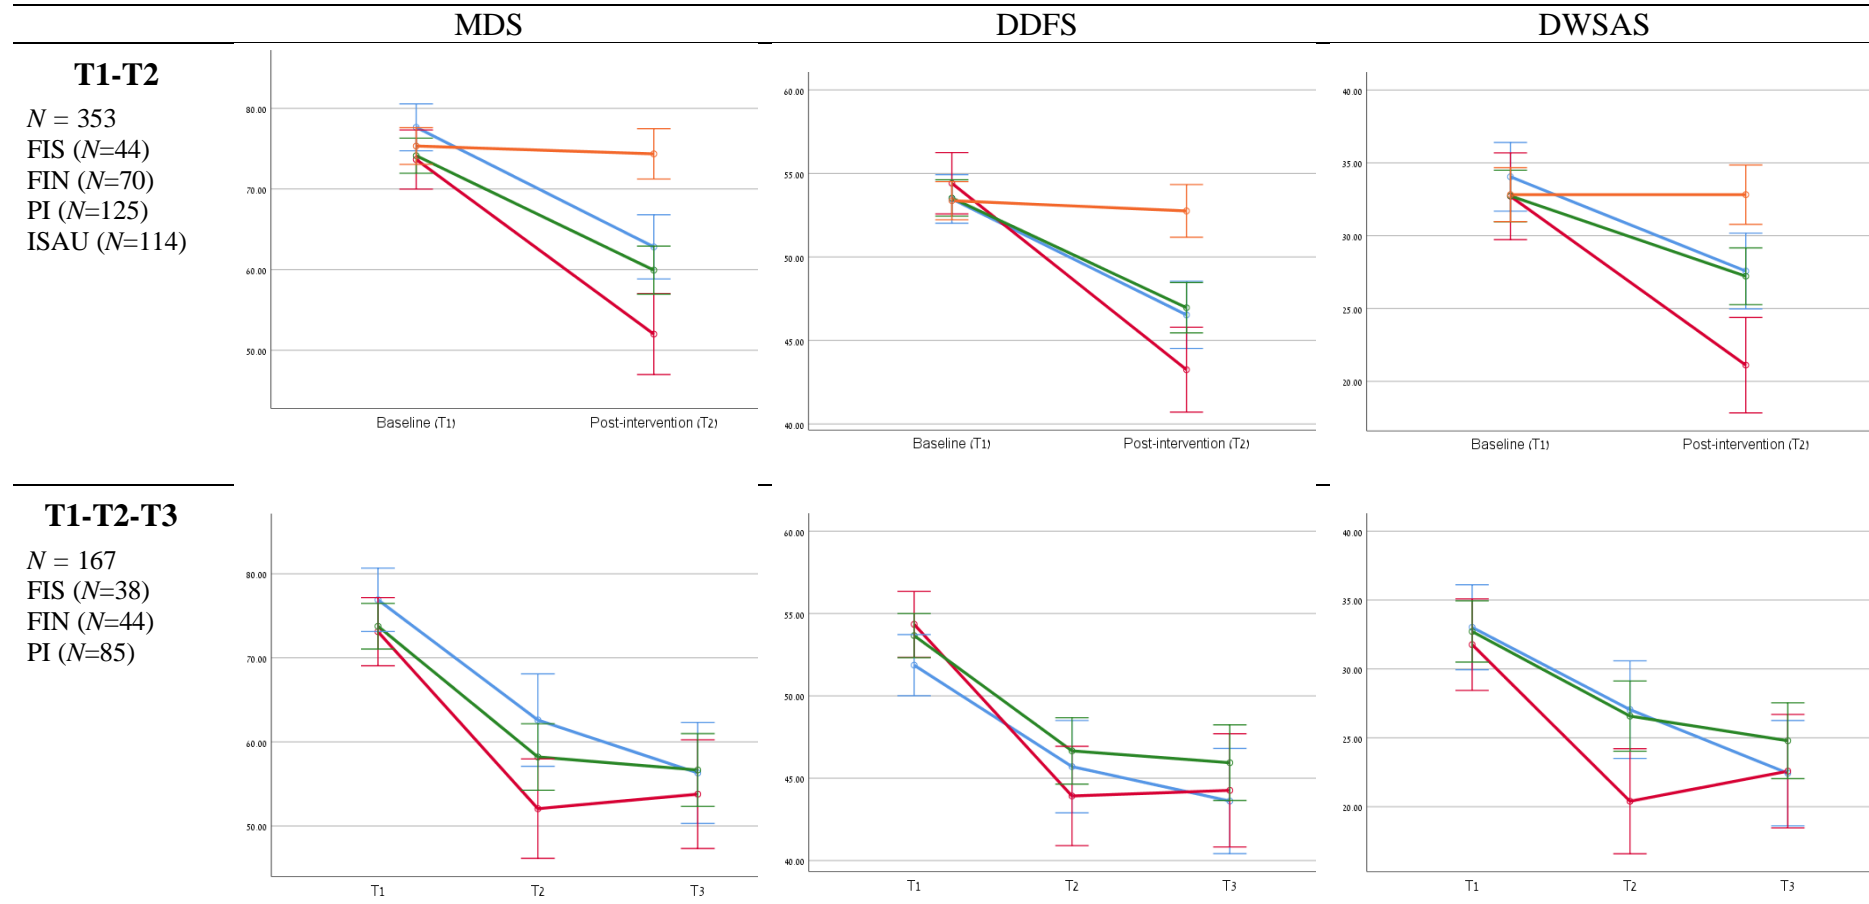 MDS DDFS DWSAS
T1-T2
N = 353
FIS (N=44)
FIN (N=70)
PI (N=125)
ISAU (N=114)
80.00
70.00
60.00
50.00
Baseline (T1) Post-intervention (T2)
60.00
55.00
50.00
45.00
40.00
Baseline (T1) Post-intervention (T2)
40.00
35.00
30.00
25.00
20.00
Baseline (T1) Post-intervention (T2)
T1-T2-T3
N = 167
FIS (N=38)
FIN (N=44)
PI (N=85)
80.00
70.00
60.00
50.00
T1 T2 T3
60.00
55.00
50.00
45.00
40.00
T1 T2 T3
40.00
35.00
30.00
25.00
20.00
T1 T2 T3